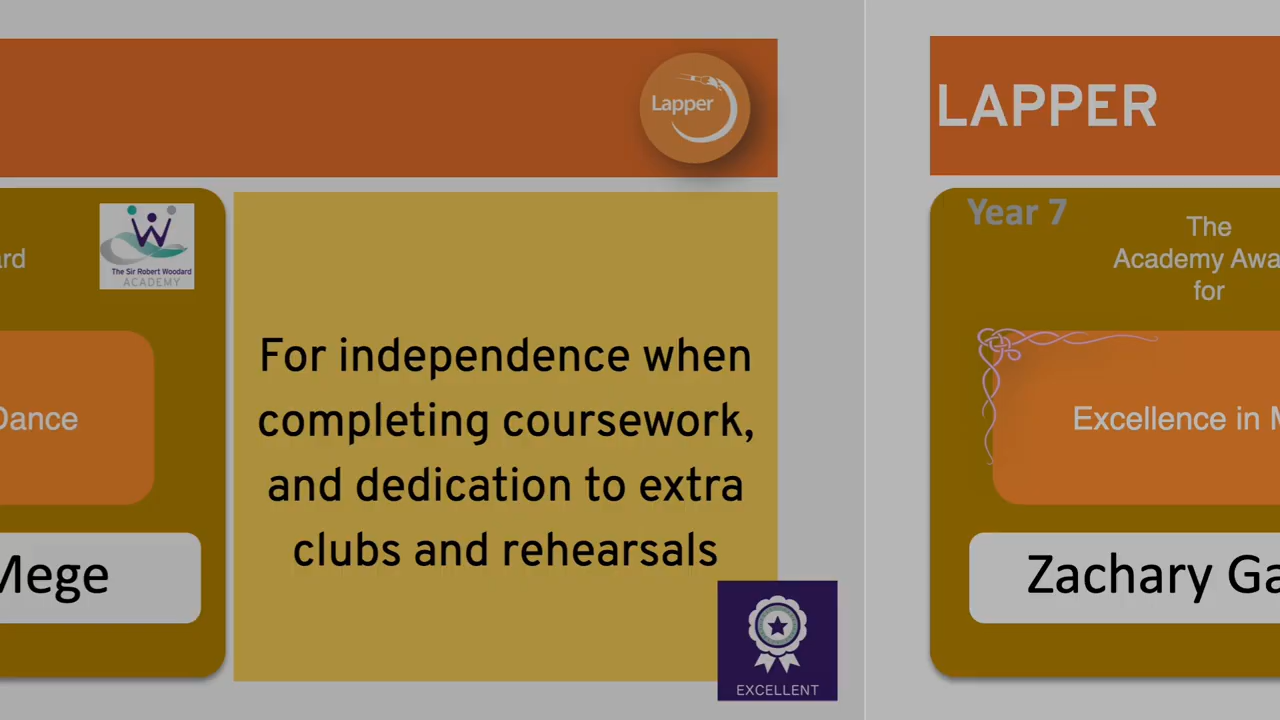 Lapper
ard
The Sir Robert Woodard
ACADEMY
Dance
Mege
For independence when
completing coursework,
and dedication to extra
clubs and rehearsals
EXCELLENT
LAPPER
Year 7
The
Academy Awa
for
Excellence in M
Zachary Ga